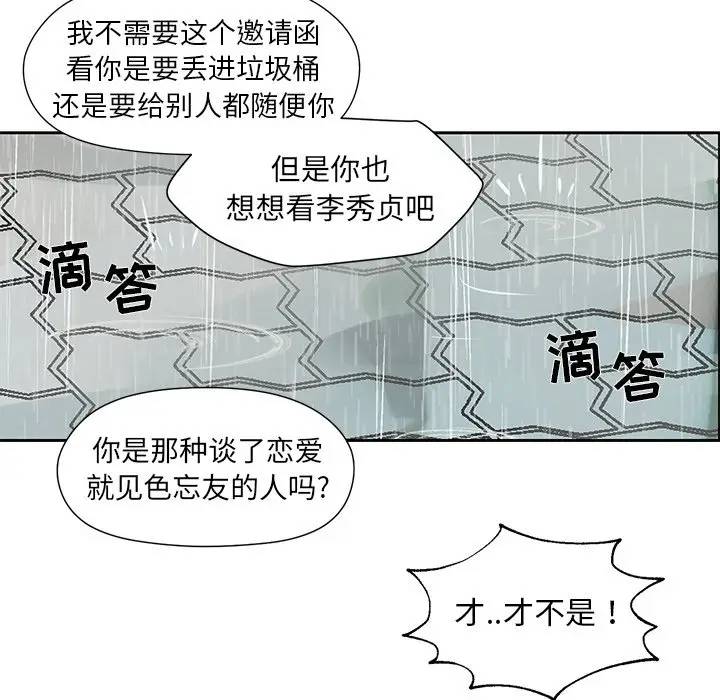 我不需要这个邀请函
看你是要丢进垃圾桶
还是要给别人都随便你
但是你也
想想看李秀贞吧
滴答
滴答
你是那种谈了恋爱
就见色忘友的人吗?
才..才不是！